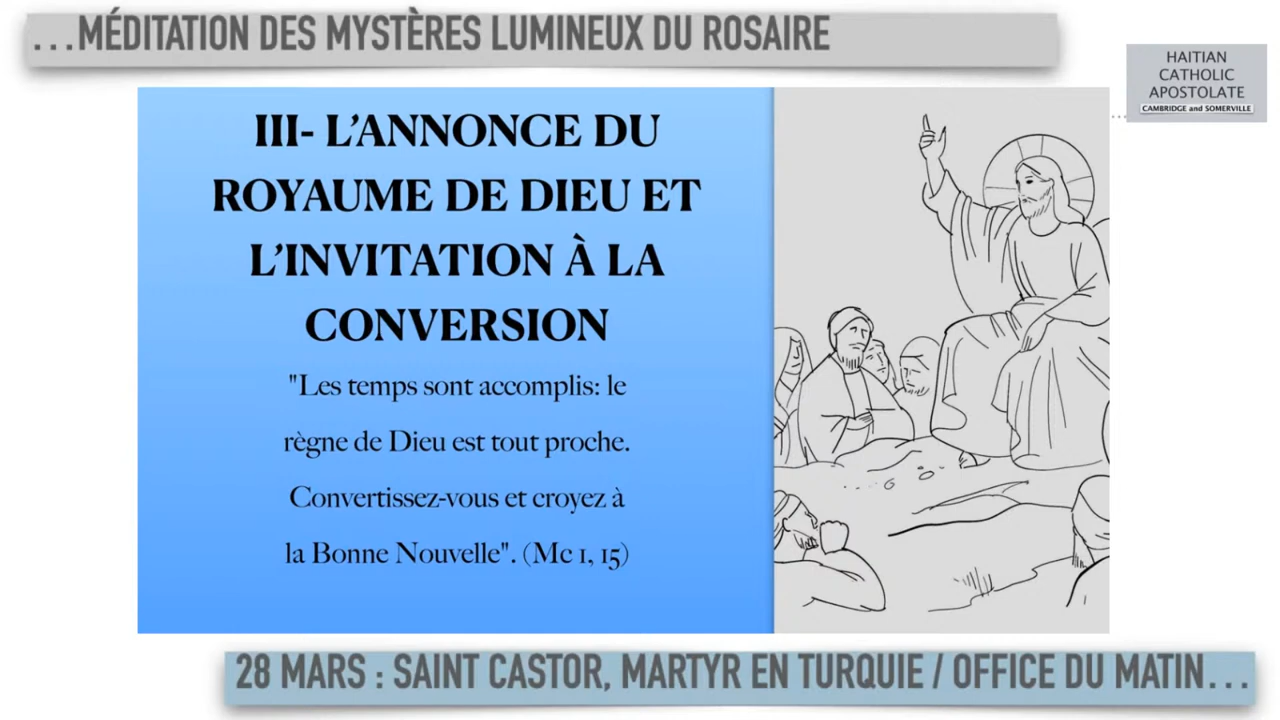 ...MÉDITATION DES MYSTÈRES LUMINEUX DU ROSAIRE
HAITIAN
CATHOLIC
APOSTOLATE
CAMBRIDGE and SOMERVILLE
III- L’ANNONCE DU
ROYAUME DE DIEU ET
L’INVITATION À LA
CONVERSION
"Les temps sont accomplis: le
règne de Dieu est tout proche.
Convertissez-vous et croyez à
la Bonne Nouvelle". (Mc 1, 15)
28 MARS : SAINT CASTOR, MARTYR EN TURQUIE / OFFICE DU MATIN...